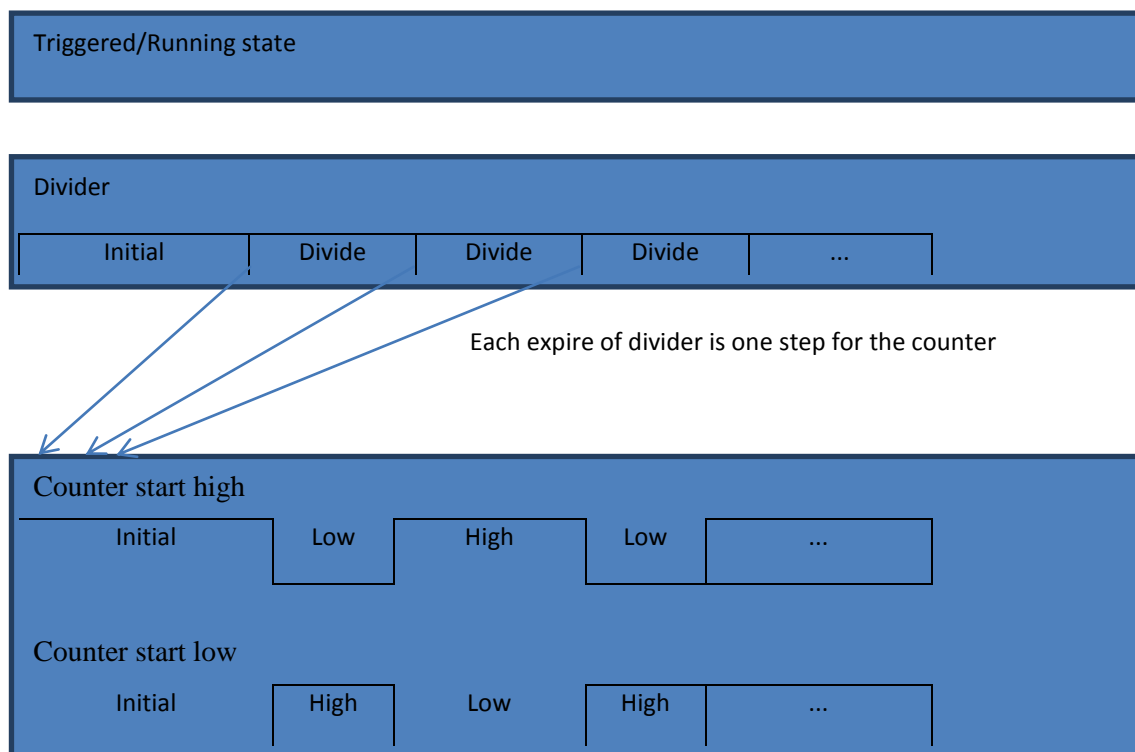 Triggered/Running state
Divider
Initial Divide Divide Divide ...
Each expire of divider is one step for the counter
Counter start high
Initial Low High Low ...
Counter start low
Initial High Low High ...